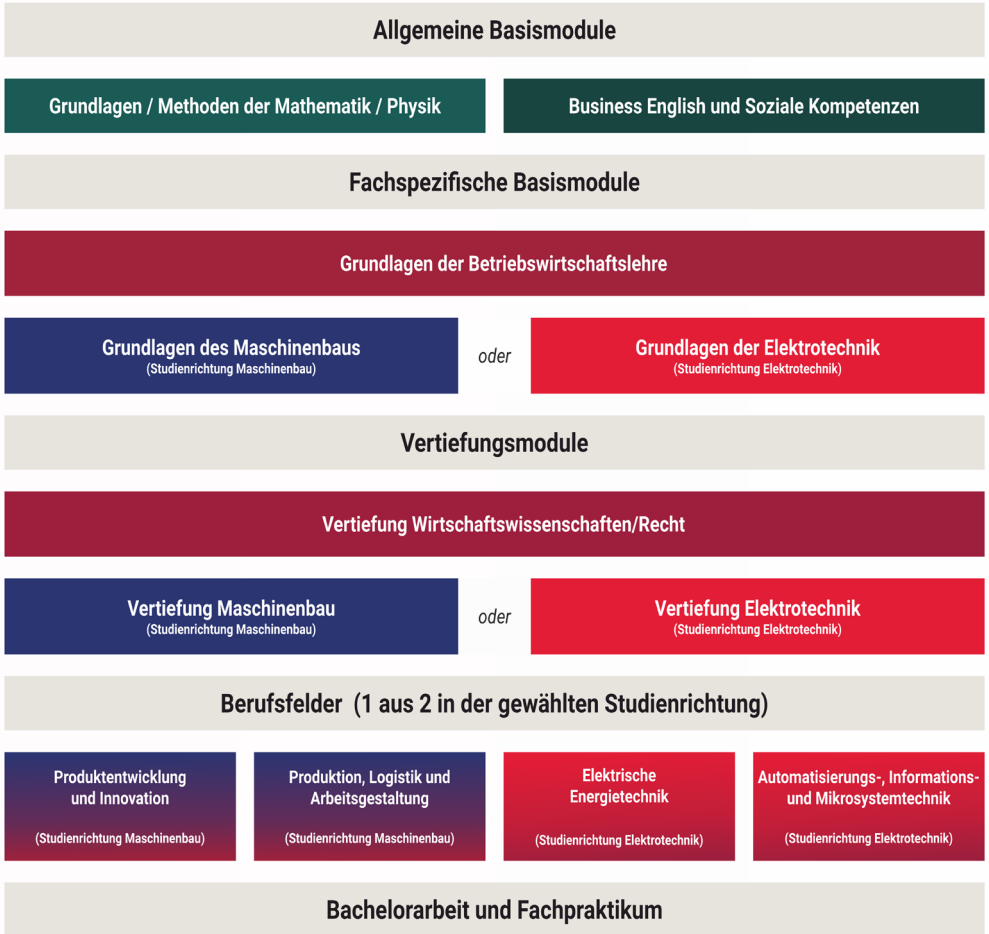 Allgemeine Basismodule
Grundlagen / Methoden der Mathematik / Physik
Business English und Soziale Kompetenzen
Fachspezifische Basismodule
Grundlagen der Betriebswirtschaftslehre
Grundlagen des Maschinenbaus
(Studienrichtung Maschinenbau)
oder
Grundlagen der Elektrotechnik
(Studienrichtung Elektrotechnik)
Vertiefungsmodule
Vertiefung Wirtschaftswissenschaften/Recht
Vertiefung Maschinenbau
(Studienrichtung Maschinenbau)
oder
Vertiefung Elektrotechnik
(Studienrichtung Elektrotechnik)
Berufsfelder (1 aus 2 in der gewählten Studienrichtung)
Produktentwicklung
und Innovation
(Studienrichtung Maschinenbau)
Produktion, Logistik und
Arbeitsgestaltung
(Studienrichtung Maschinenbau)
Elektrische
Energietechnik
(Studienrichtung Elektrotechnik)
Automatisierungs-, Informations-
und Mikrosystemtechnik
(Studienrichtung Elektrotechnik)
Bachelorarbeit und Fachpraktikum